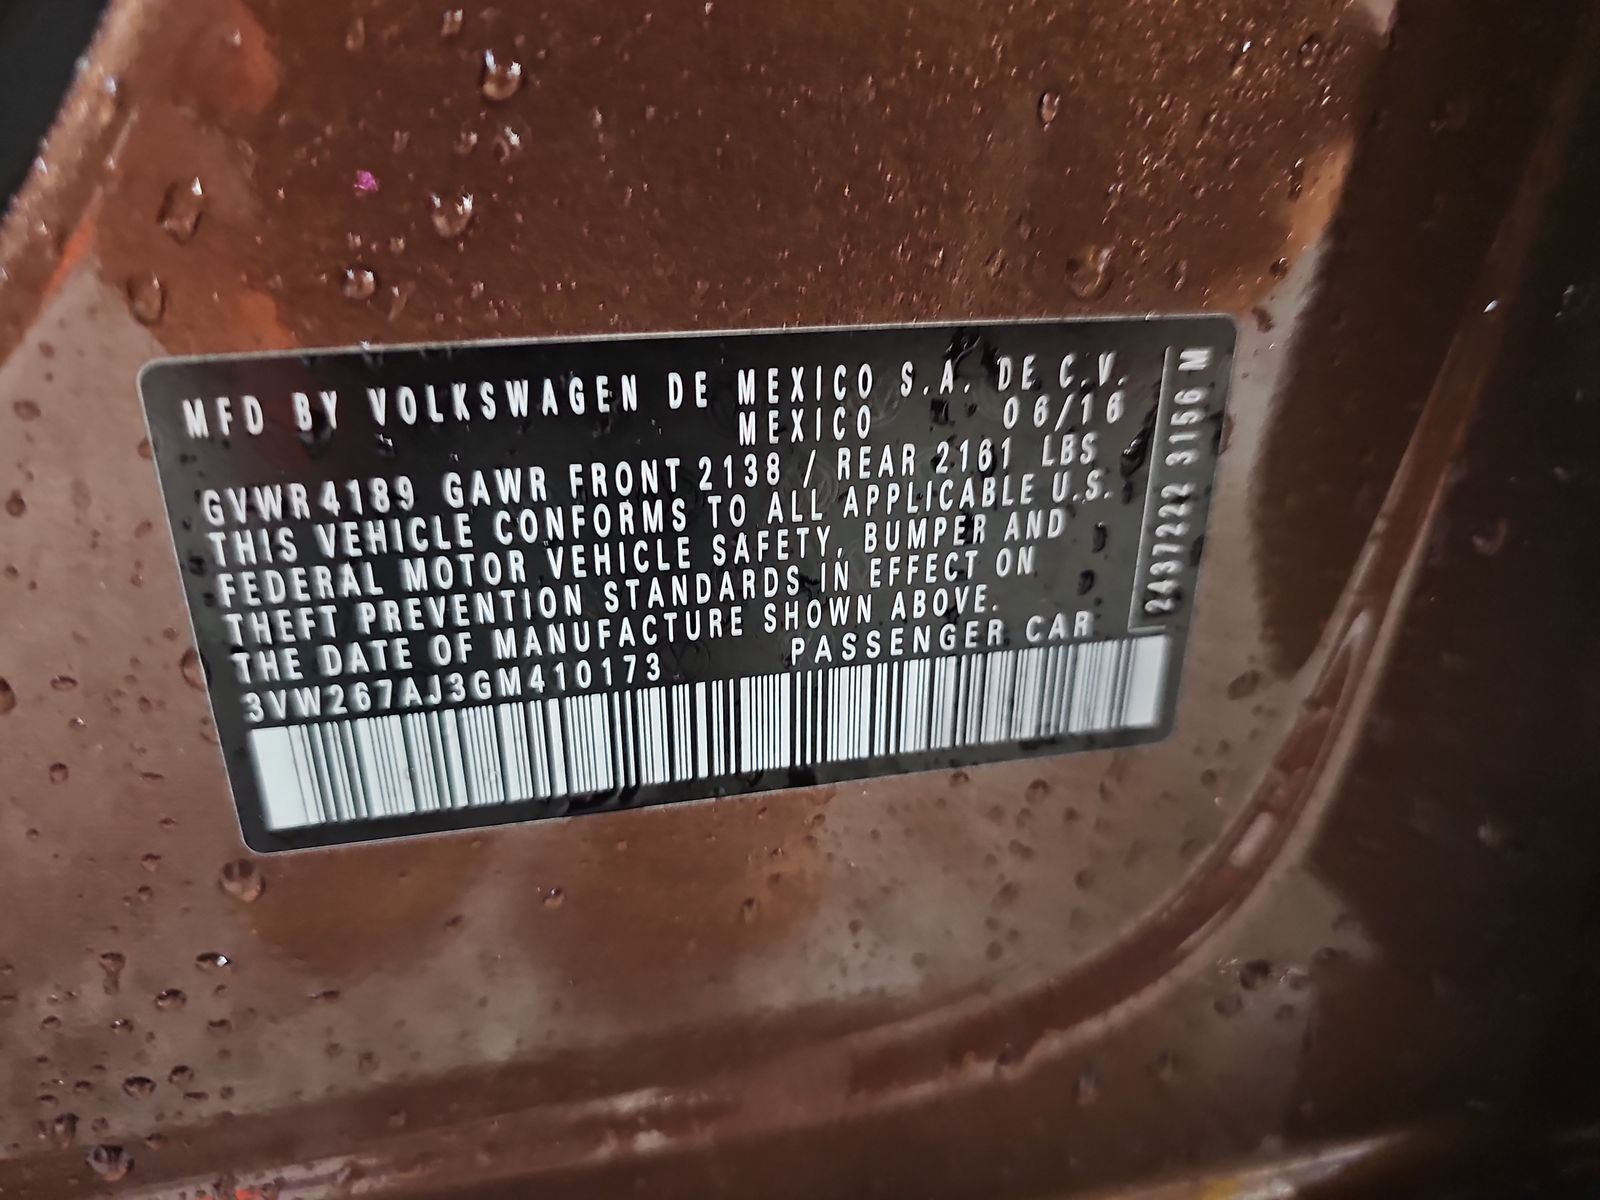 MFD BY VOLKSWAGEN DE MEXICO S.A. DE C.V.
MEXICO 06/16
GVWR 4189 GAWR FRONT 2138 / REAR 2161 LBS
THIS VEHICLE CONFORMS TO ALL APPLICABLE U.S.
FEDERAL MOTOR VEHICLE SAFETY, BUMPER AND
THEFT PREVENTION STANDARDS IN EFFECT ON
THE DATE OF MANUFACTURE SHOWN ABOVE.
3VW267AJ3GM410173 PASSENGER CAR
2437222 3156 M